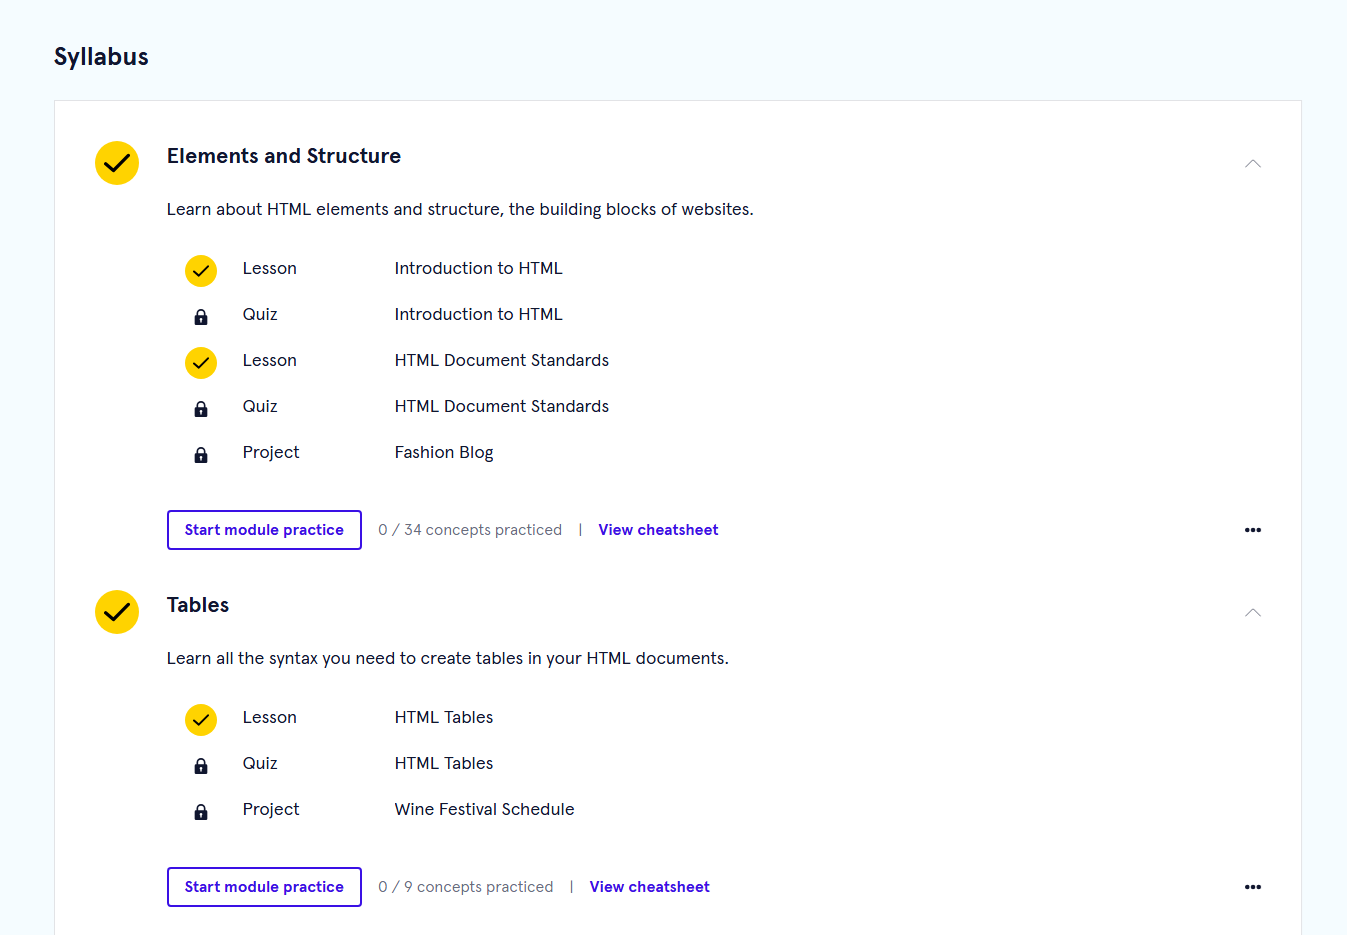 Syllabus
Elements and Structure
Learn about HTML elements and structure, the building blocks of websites.
Lesson Introduction to HTML
Quiz Introduction to HTML
Lesson HTML Document Standards
Quiz HTML Document Standards
Project Fashion Blog
Start module practice 0 / 34 concepts practiced | View cheatsheet
Tables
Learn all the syntax you need to create tables in your HTML documents.
Lesson HTML Tables
Quiz HTML Tables
Project Wine Festival Schedule
Start module practice 0 / 9 concepts practiced | View cheatsheet